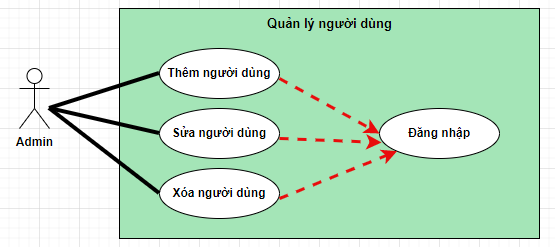 Quản lý người dùng
Thêm người dùng
Admin
Sửa người dùng
Đăng nhập
Xóa người dùng